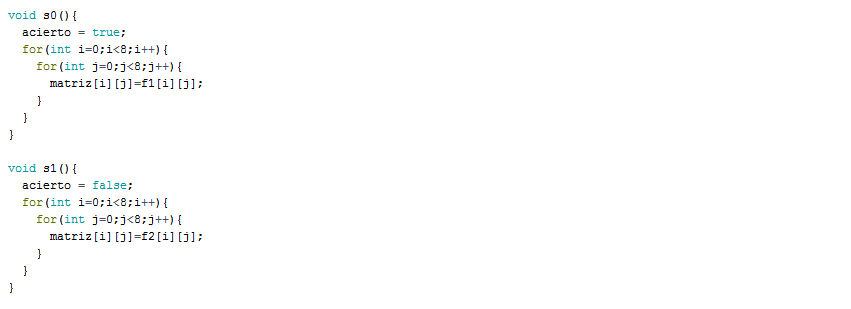 void s0(){
  acierto = true;
  for(int i=0;i<8;i++){
    for(int j=0;j<8;j++){
      matriz[i][j]=f1[i][j];
    }
  }
}

void s1(){
  acierto = false;
  for(int i=0;i<8;i++){
    for(int j=0;j<8;j++){
      matriz[i][j]=f2[i][j];
    }
  }
}